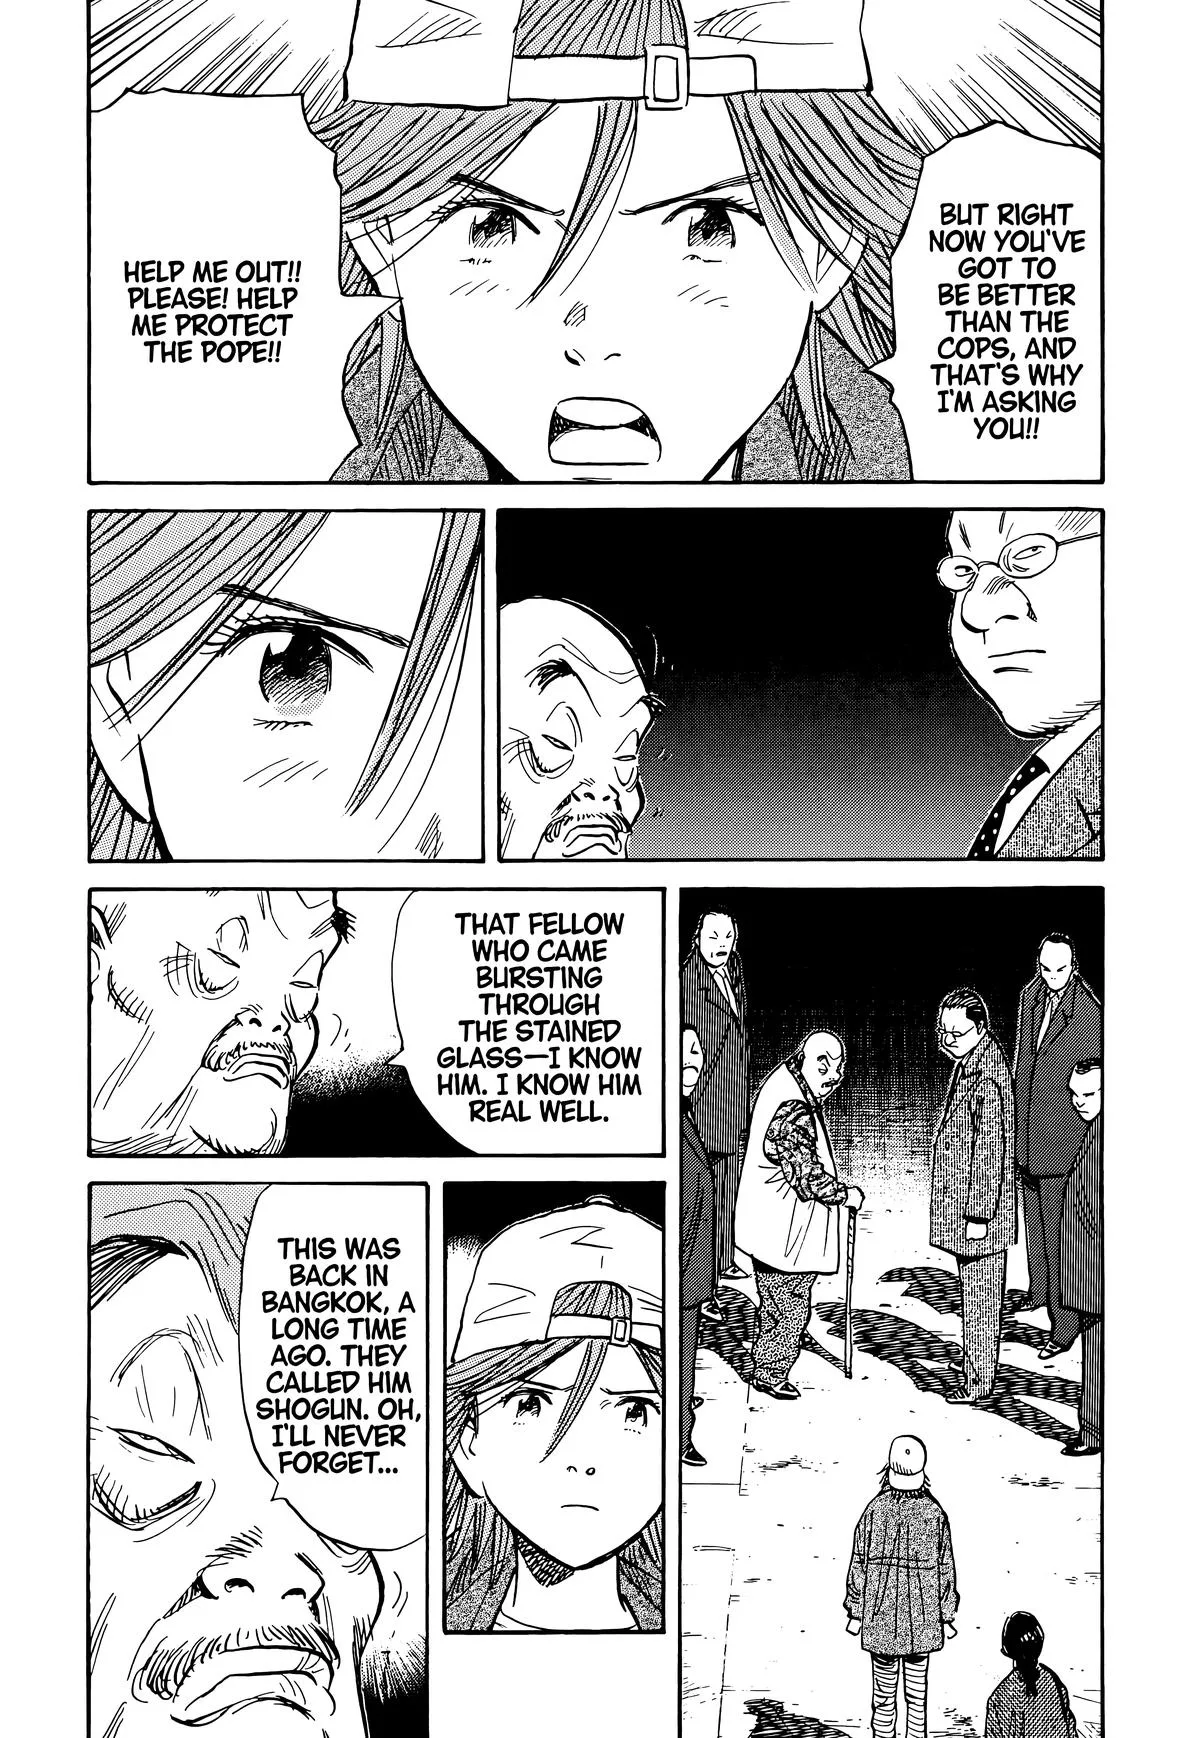 BUT RIGHT
NOW YOU'VE
GOT TO
BE BETTER
THAN THE
COPS, AND
THAT'S WHY
I'M ASKING
YOU!!
HELP ME OUT!!
PLEASE! HELP
ME PROTECT
THE POPE!!
THAT FELLOW
WHO CAME
BURSTING
THROUGH
THE STAINED
GLASS—I KNOW
HIM. I KNOW HIM
REAL WELL.
THIS WAS
BACK IN
BANGKOK, A
LONG TIME
AGO. THEY
CALLED HIM
SHOGUN. OH,
I'LL NEVER
FORGET...